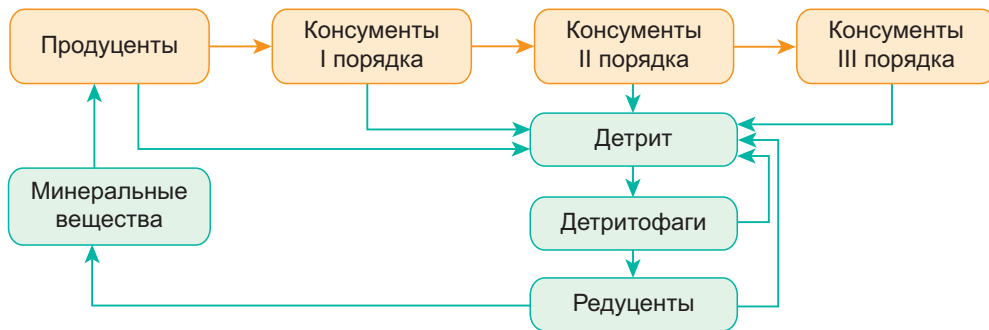 Продуценты
Консументы
I порядка
Консументы
II порядка
Консументы
III порядка
Детрит
Минеральные
вещества
Детритофаги
Редуценты